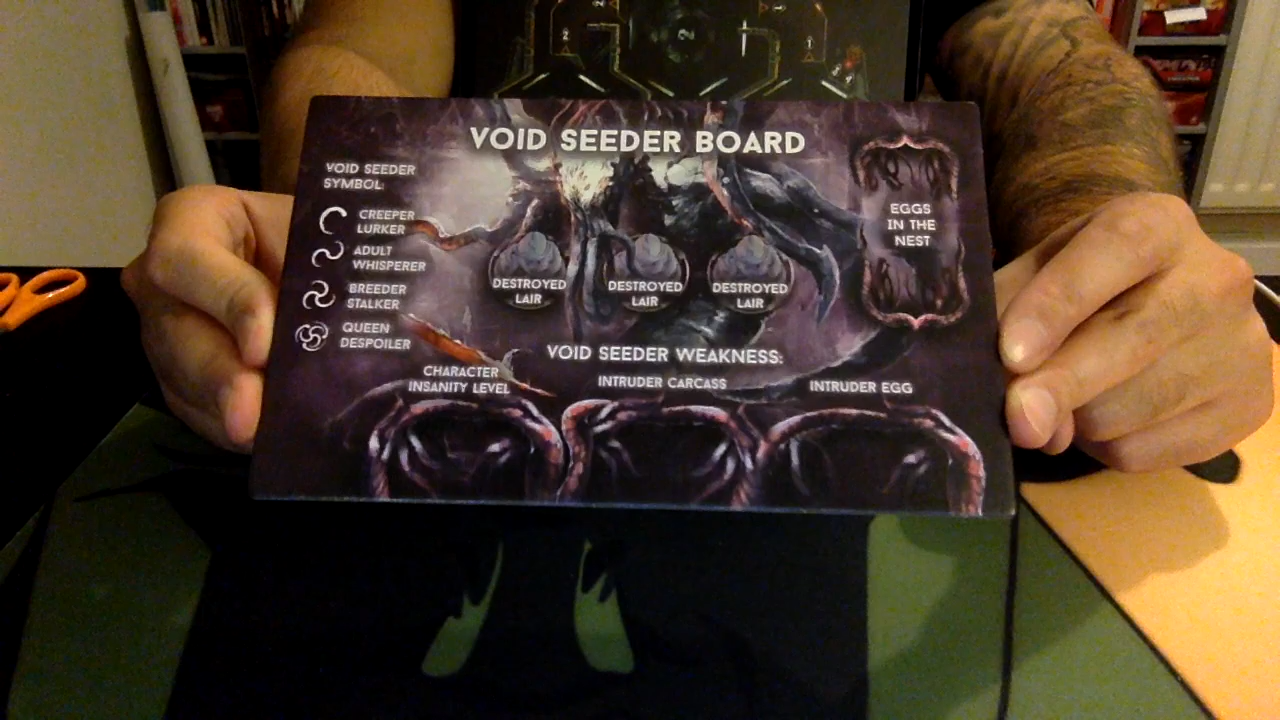 VOID SEEDER BOARD
VOID SEEDER
SYMBOL:
CREEPER
LURKER
ADULT
WHISPERER
BREEDER
STALKER
QUEEN
DESPOILER
DESTROYED
LAIR
DESTROYED
LAIR
DESTROYED
LAIR
EGGS
IN THE
NEST
VOID SEEDER WEAKNESS:
CHARACTER
INSANITY LEVEL
INTRUDER CARCASS
INTRUDER EGG